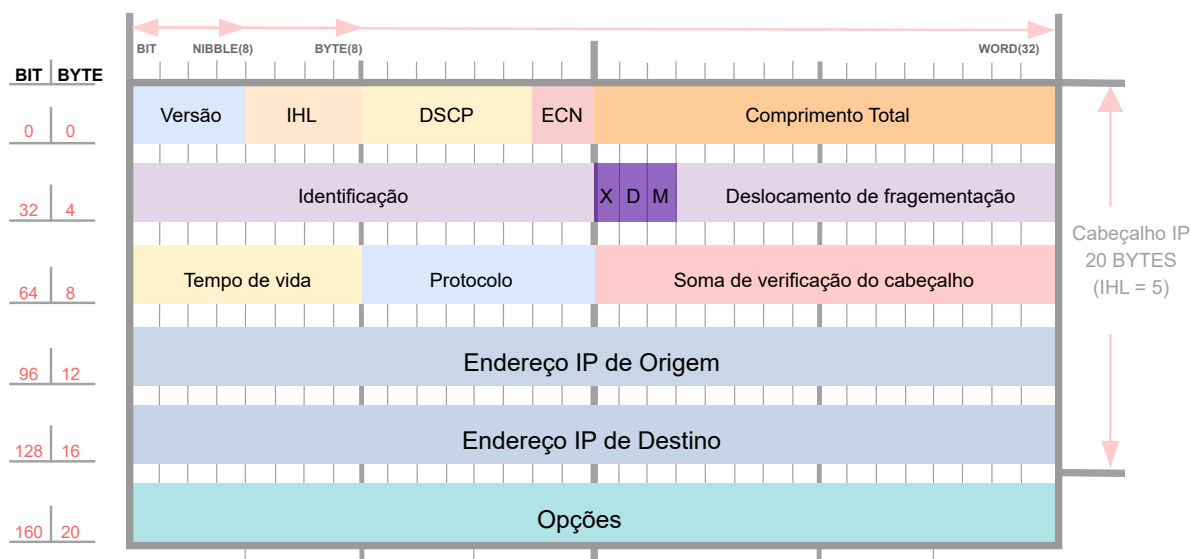 BIT NIBBLE(8) BYTE(8) WORD(32)
BIT BYTE
Versão IHL DSCP ECN Comprimento Total
0 0
Identificação X D M Deslocamento de fragementação
32 4
Cabeçalho IP
20 BYTES
(IHL = 5)
Tempo de vida Protocolo Soma de verificação do cabeçalho
64 8
Endereço IP de Origem
96 12
Endereço IP de Destino
128 16
Opções
160 20